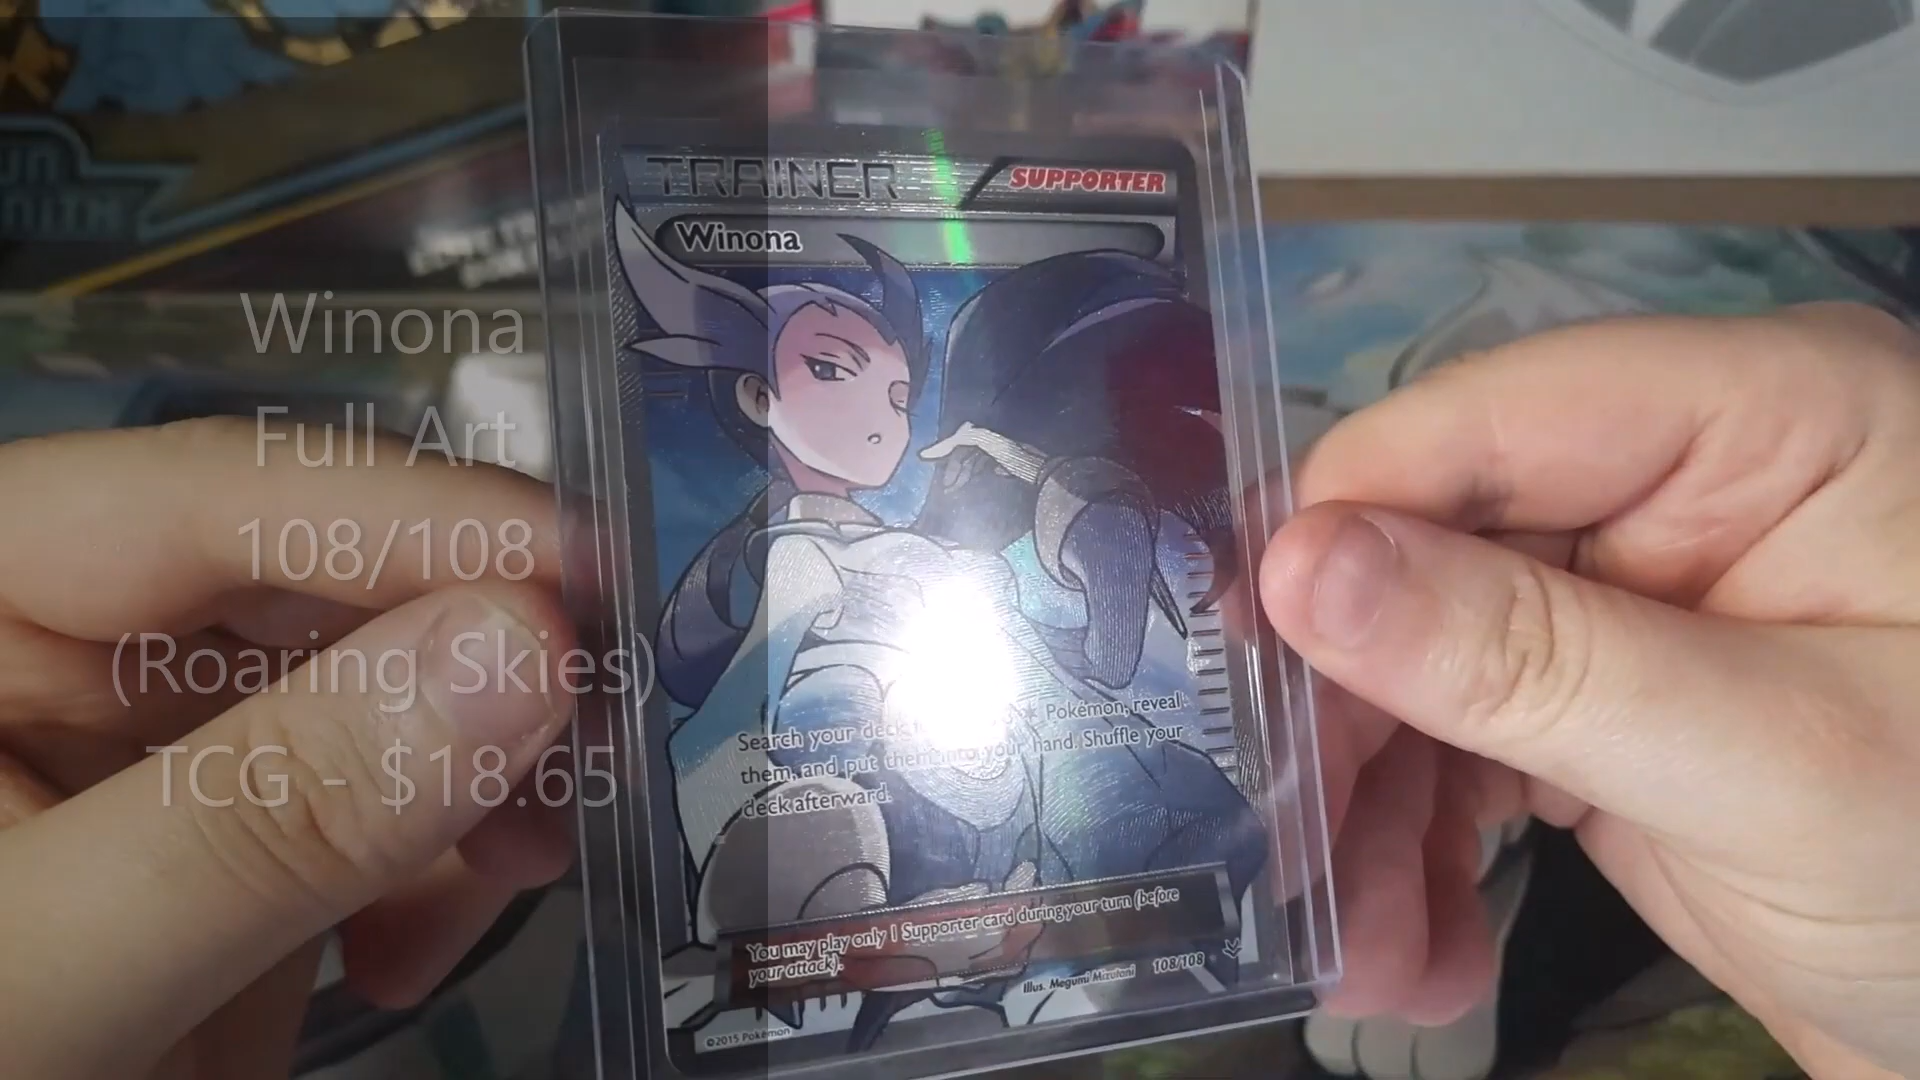 TRAINER
SUPPORTER
Winona
Winona
Full Art
108/108
(Roaring Skies)
TCG - $18.65
Search your deck Pokémon, reveal
them, and put them into your hand. Shuffle your
deck afterward.
You may play only 1 Supporter card during your turn (before
your attack).
Illus. Megumi Mizutani 108/108
©2015 Pokémon